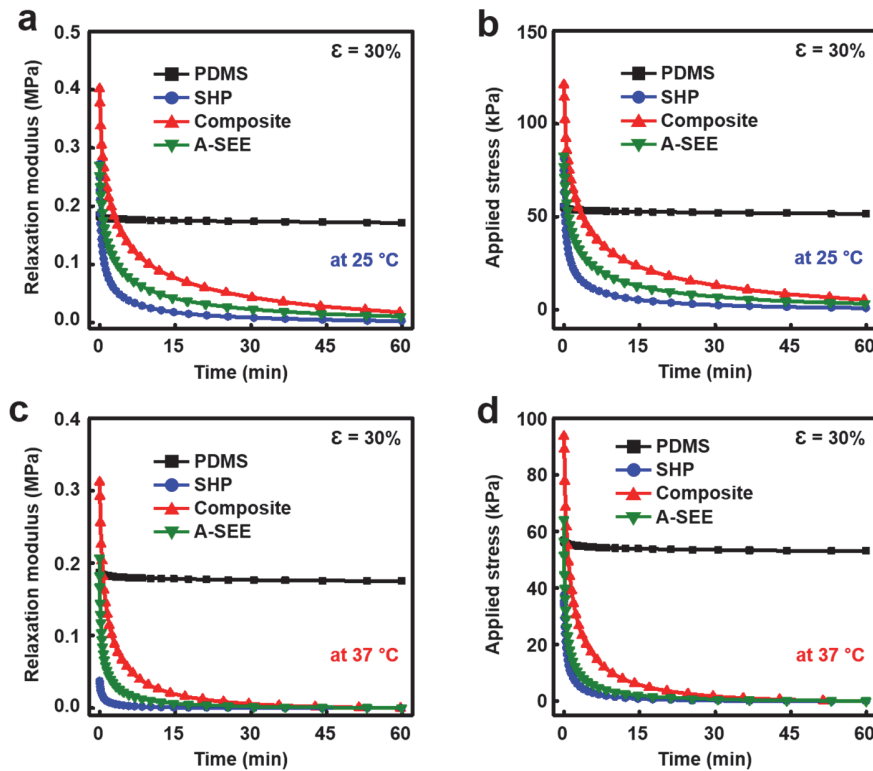 a
ε = 30%
PDMS
SHP
Composite
A-SEE
at 25 °C
Relaxation modulus (MPa)
0.5
0.4
0.3
0.2
0.1
0.0
0 15 30 45 60
Time (min)
b
ε = 30%
PDMS
SHP
Composite
A-SEE
at 25 °C
Applied stress (kPa)
150
100
50
0
0 15 30 45 60
Time (min)
c
ε = 30%
PDMS
SHP
Composite
A-SEE
at 37 °C
Relaxation modulus (MPa)
0.4
0.3
0.2
0.1
0.0
0 15 30 45 60
Time (min)
d
ε = 30%
PDMS
SHP
Composite
A-SEE
at 37 °C
Applied stress (kPa)
100
80
60
40
20
0
0 15 30 45 60
Time (min)